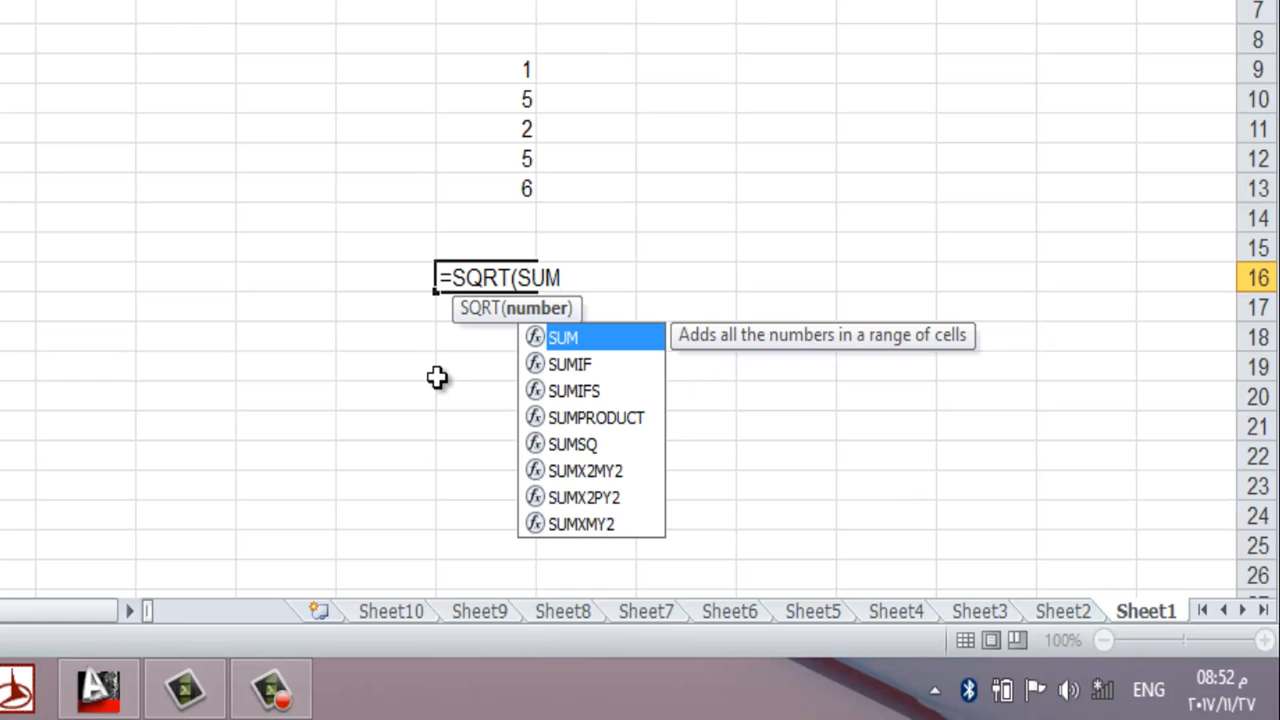 7
8
1 9
5 10
2 11
5 12
6 13
14
15
=SQRT(SUM 16
SQRT(number) 17
SUM Adds all the numbers in a range of cells 18
SUMIF 19
SUMIFS 20
SUMPRODUCT 21
SUMSQ 22
SUMX2MY2 23
SUMX2PY2 24
SUMXMY2 25
26
Sheet10 Sheet9 Sheet8 Sheet7 Sheet6 Sheet5 Sheet4 Sheet3 Sheet2 Sheet1
100%
ENG 08:52 م
٢٠١٧/١١/٢٧